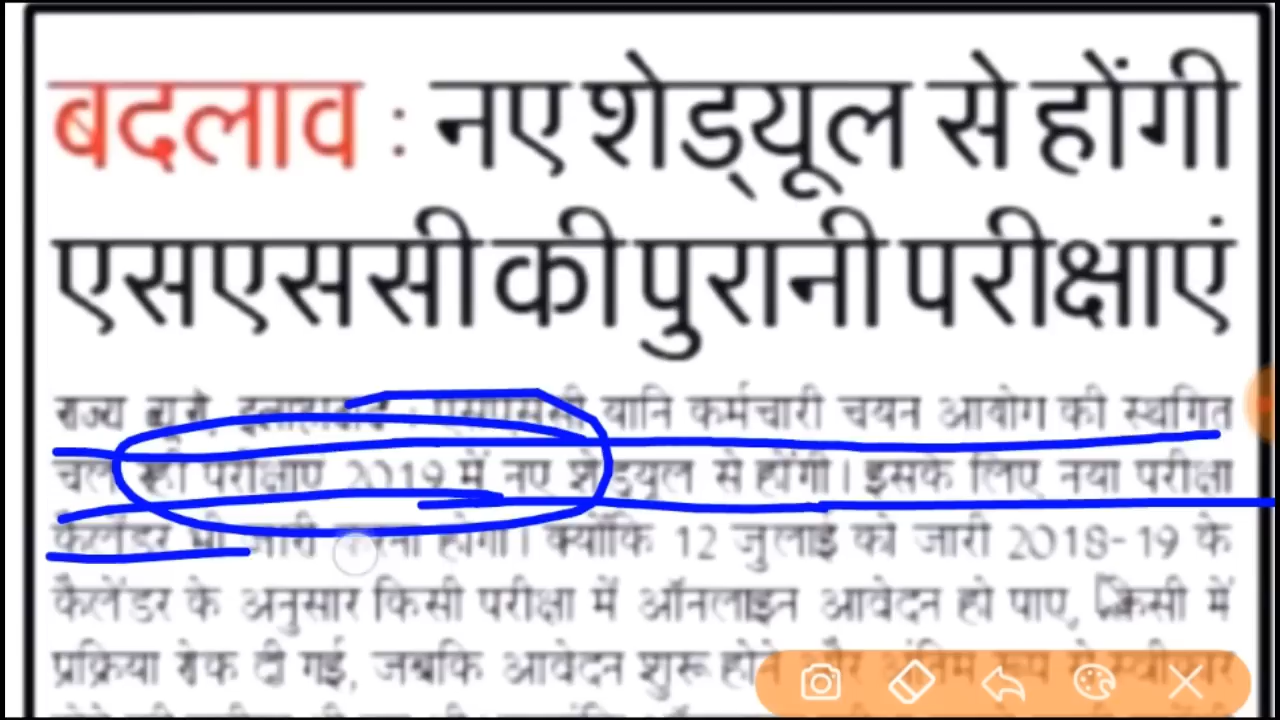 बदलाव : नए शेड्यूल से होंगी
एसएससी की पुरानी परीक्षाएं
राज्य ब्यूरो, इलाहाबाद : एसएससी यानि कर्मचारी चयन आयोग की स्थगित
चल रही परीक्षाएं 2019 में नए शेड्यूल से होंगी। इसके लिए नया परीक्षा
कैलेंडर भी जारी करना होगा। क्योंकि 12 जुलाई को जारी 2018-19 के
कैलेंडर के अनुसार किसी परीक्षा में ऑनलाइन आवेदन हो पाए, किसी में
प्रक्रिया रोक दी गई, जबकि आवेदन शुरू होने और अंतिम रूप से स्वीकार